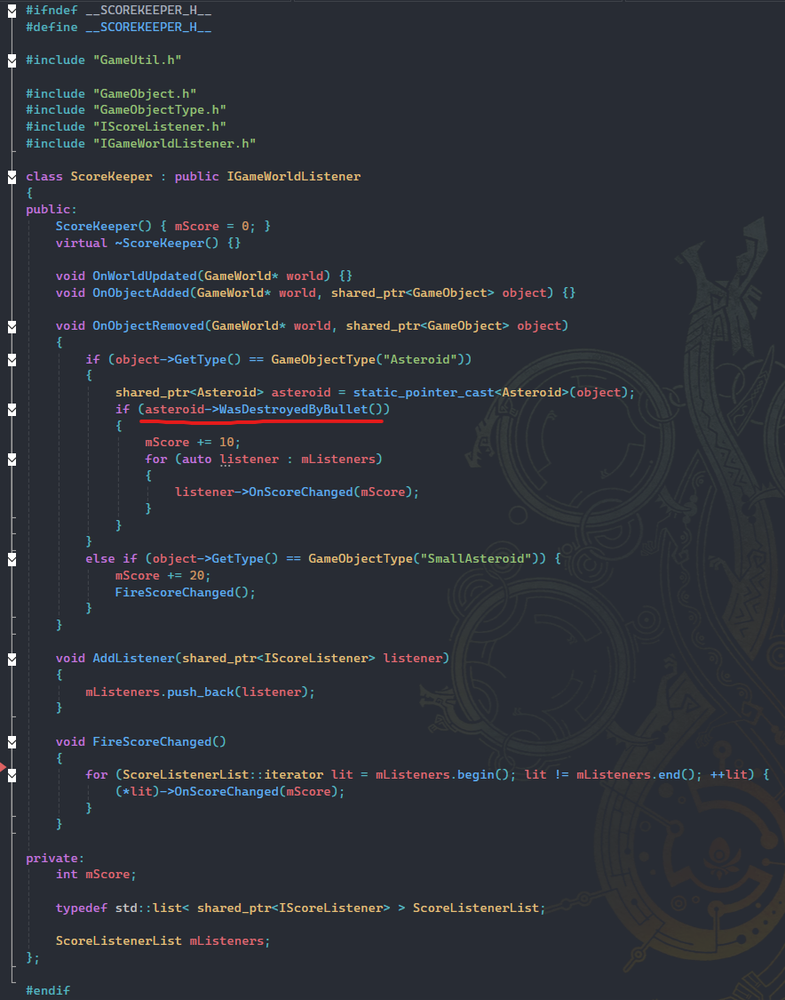 #ifndef __SCOREKEEPER_H__
#define __SCOREKEEPER_H__
#include "GameUtil.h"
#include "GameObject.h"
#include "GameObjectType.h"
#include "IScoreListener.h"
#include "IGameWorldListener.h"
class ScoreKeeper : public IGameWorldListener
{
public:
ScoreKeeper() { mScore = 0; }
virtual ~ScoreKeeper() {}
void OnWorldUpdated(GameWorld* world) {}
void OnObjectAdded(GameWorld* world, shared_ptr<GameObject> object) {}
void OnObjectRemoved(GameWorld* world, shared_ptr<GameObject> object)
{
if (object->GetType() == GameObjectType("Asteroid"))
{
shared_ptr<Asteroid> asteroid = static_pointer_cast<Asteroid>(object);
if (asteroid->WasDestroyedByBullet())
{
mScore += 10;
for (auto listener : mListeners)
{
listener->OnScoreChanged(mScore);
}
}
}
else if (object->GetType() == GameObjectType("SmallAsteroid")) {
mScore += 20;
FireScoreChanged();
}
}
void AddListener(shared_ptr<IScoreListener> listener)
{
mListeners.push_back(listener);
}
void FireScoreChanged()
{
for (ScoreListenerList::iterator lit = mListeners.begin(); lit != mListeners.end(); ++lit) {
(*lit)->OnScoreChanged(mScore);
}
}
private:
int mScore;
typedef std::list< shared_ptr<IScoreListener> > ScoreListenerList;
ScoreListenerList mListeners;
};
#endif